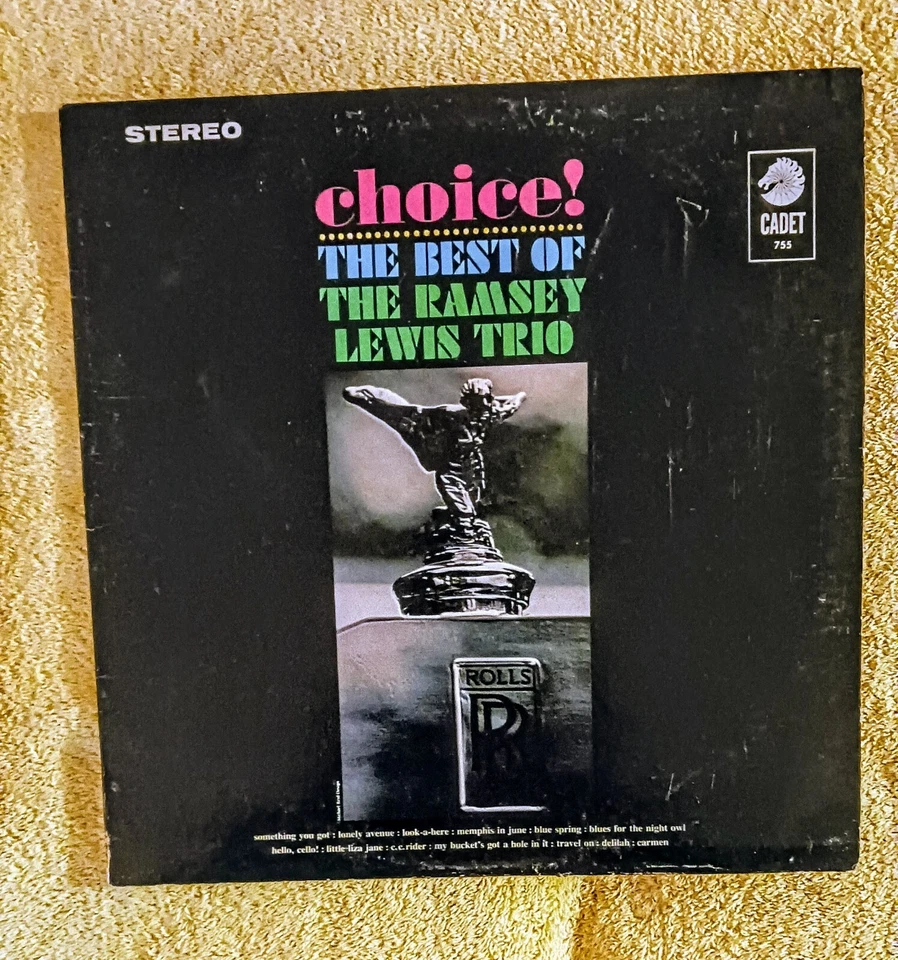 STEREO
choice!
THE BEST OF
THE RAMSEY
LEWIS TRIO
CADET
755
ROLLS
RR
something you got : lonely avenue : look-a-here : memphis in june : blue spring : blues for the night owl
hello, cello! : little-liza jane : c.c.rider : my bucket's got a hole in it : travel on : delilah : carmen